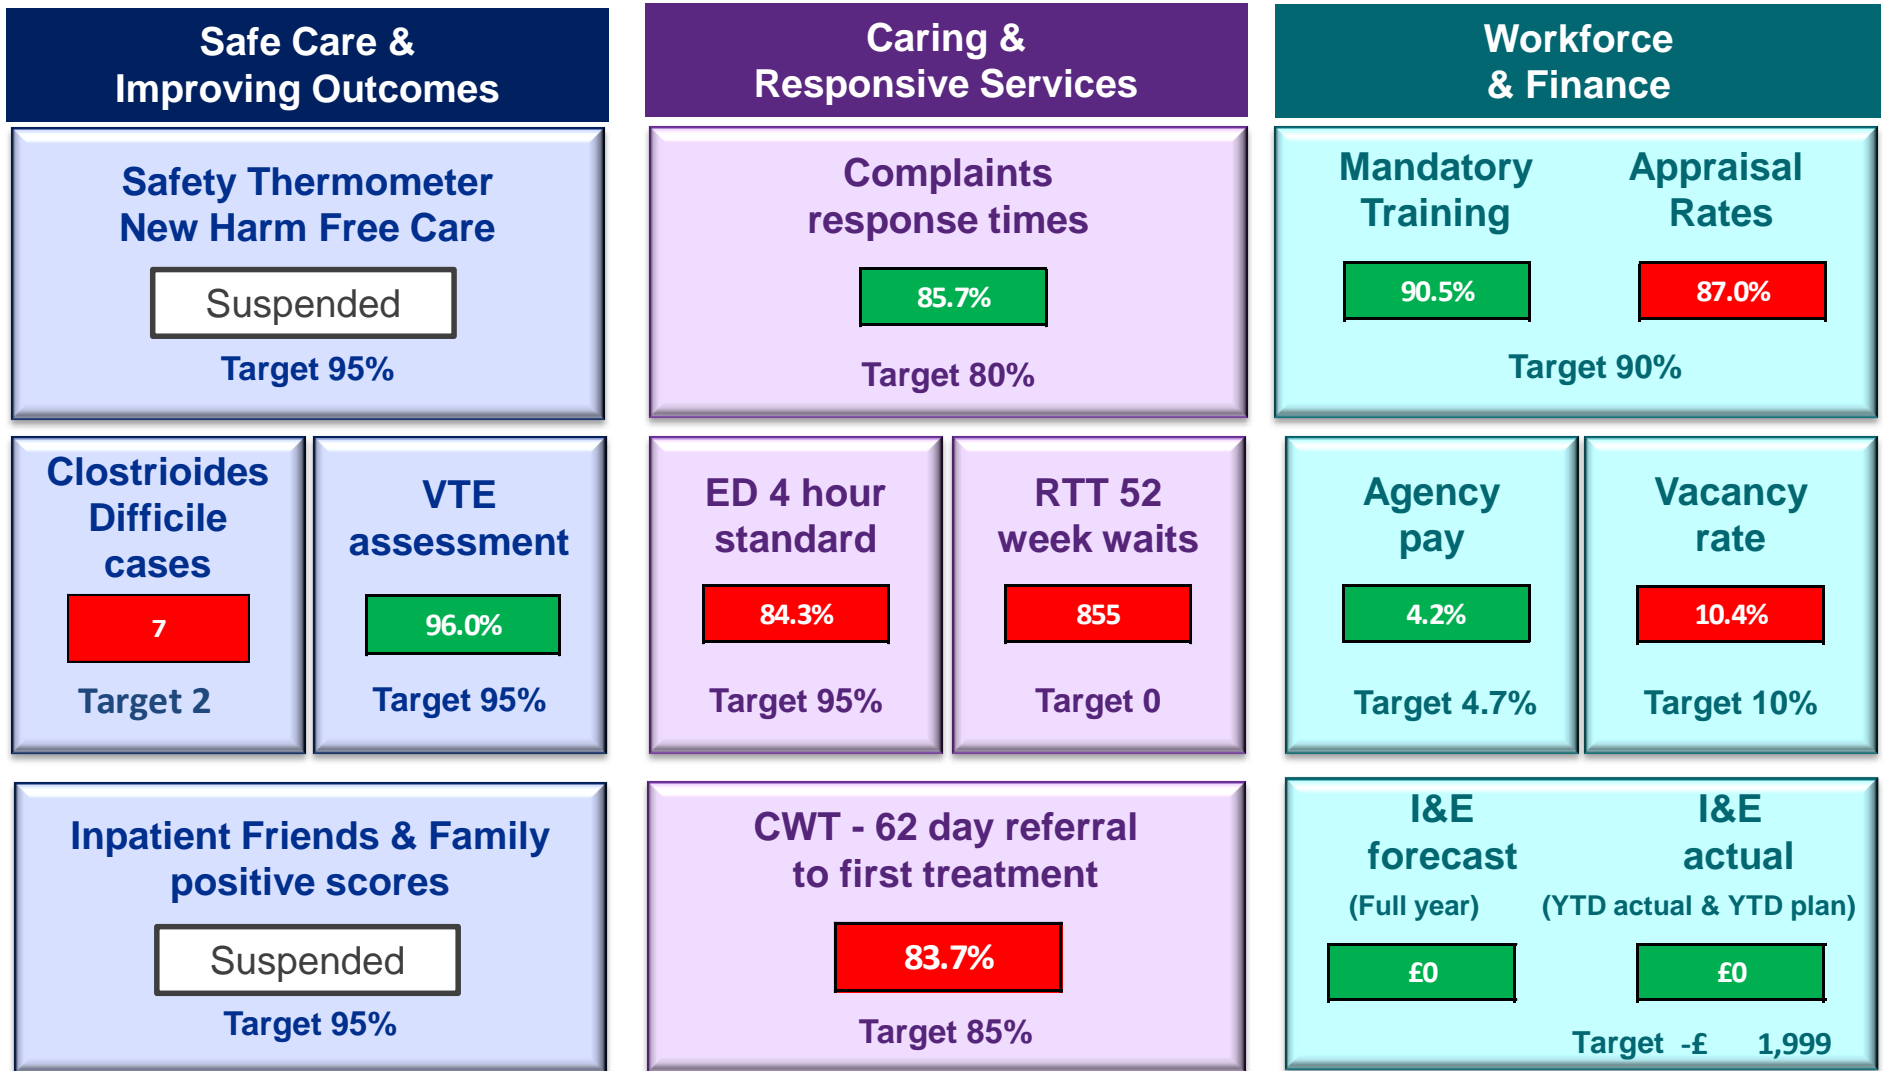 Safe Care &
Improving Outcomes
Safety Thermometer
New Harm Free Care
Suspended
Target 95%
Clostrioides
Difficile
cases
7
Target 2
VTE
assessment
96.0%
Target 95%
Inpatient Friends & Family
positive scores
Suspended
Target 95%
Caring &
Responsive Services
Complaints
response times
85.7%
Target 80%
ED 4 hour
standard
84.3%
Target 95%
RTT 52
week waits
855
Target 0
CWT - 62 day referral
to first treatment
83.7%
Target 85%
Workforce
& Finance
Mandatory
Training
90.5%
Appraisal
Rates
87.0%
Target 90%
Agency
pay
4.2%
Target 4.7%
Vacancy
rate
10.4%
Target 10%
I&E
forecast
(Full year)
£0
I&E
actual
(YTD actual & YTD plan)
£0
Target -£ 1,999